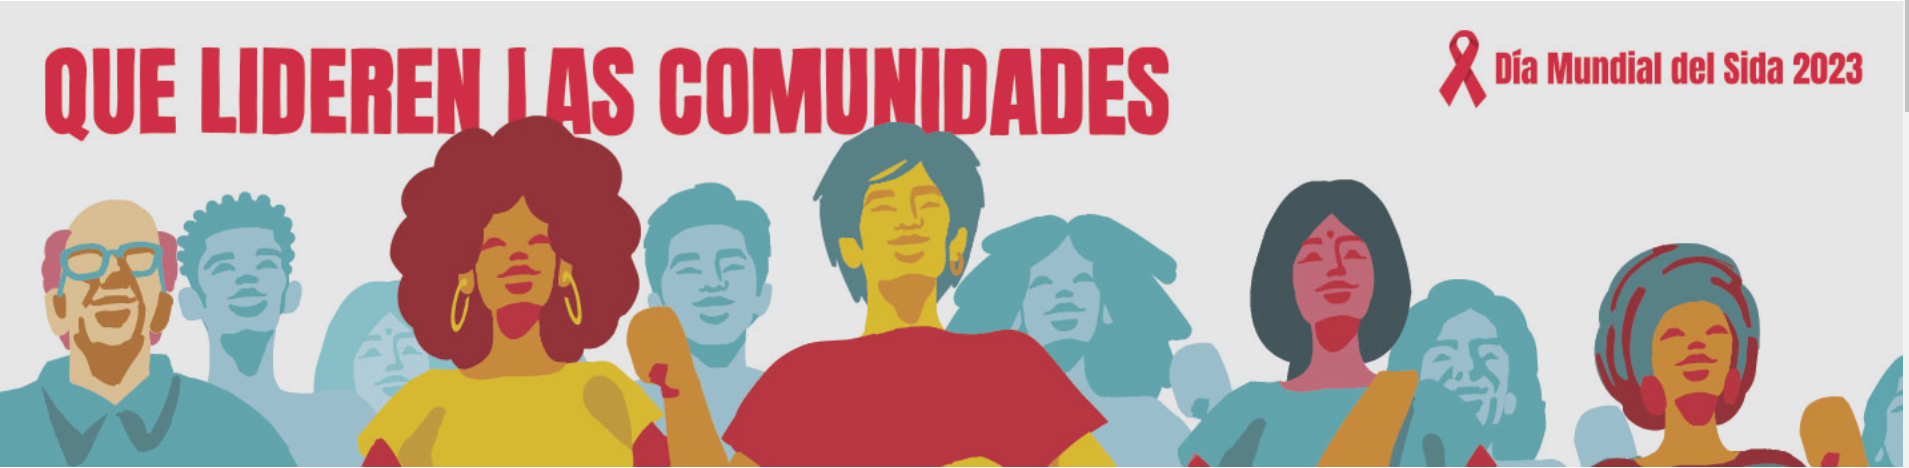 QUE LIDEREN LAS COMUNIDADES
Día Mundial del Sida 2023